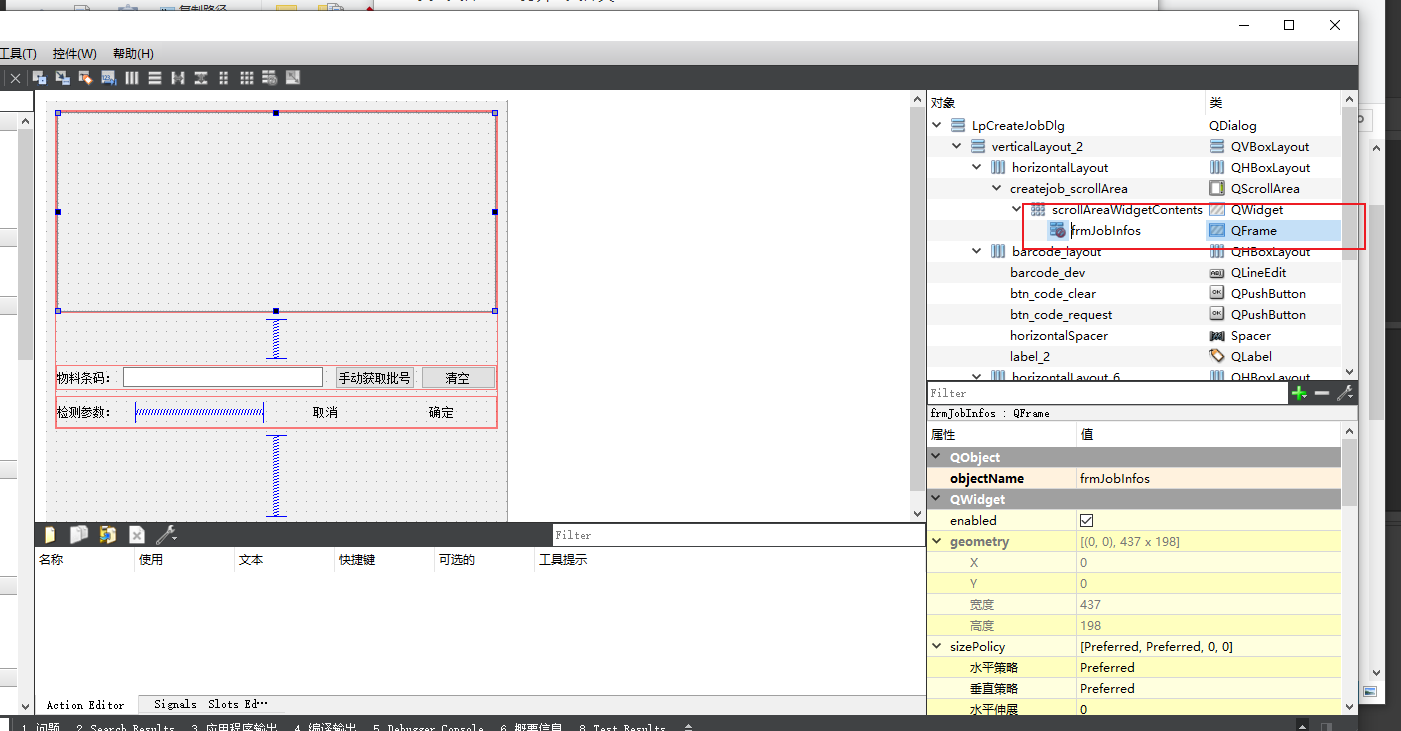 复制路径
工具(T) 控件(W) 帮助(H)
对象 类
LpCreateJobDlg QDialog
verticalLayout_2 QVBoxLayout
horizontalLayout QHBoxLayout
createjob_scrollArea QScrollArea
scrollAreaWidgetContents QWidget
frmJobInfos QFrame
barcode_layout QHBoxLayout
barcode_dev QLineEdit
btn_code_clear QPushButton
btn_code_request QPushButton
horizontalSpacer Spacer
label_2 QLabel
horizontalLayout_6 QHBoxLayout
物料条码: 手动获取批号 清空
检测参数: 取消 确定
Filter
frmJobInfos : QFrame
属性 值
QObject
objectName frmJobInfos
QWidget
enabled
geometry [(0, 0), 437 x 198]
X 0
Y 0
宽度 437
高度 198
sizePolicy [Preferred, Preferred, 0, 0]
水平策略 Preferred
垂直策略 Preferred
水平伸展 0
Filter
名称 使用 文本 快捷键 可选的 工具提示
Action Editor Signals Slots Ed…
1 问题 2 Search Results 3 应用程序输出 4 编译输出 5 Debugger Console 6 概要信息 8 Test Results